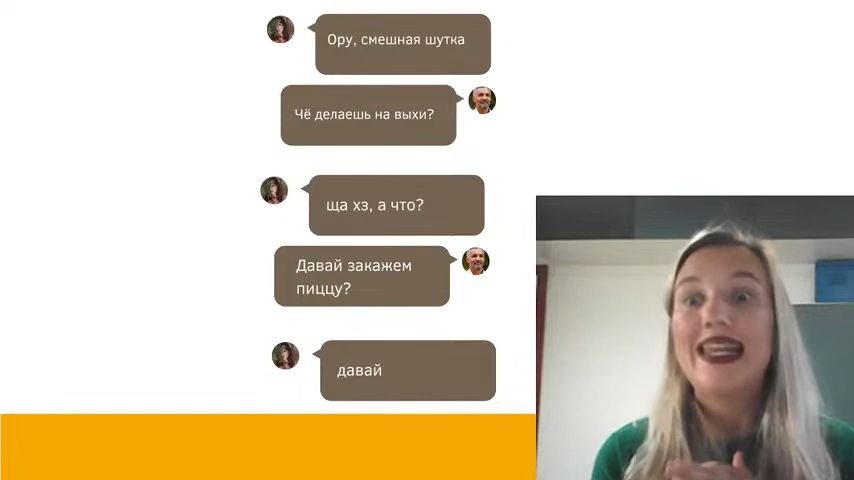 Ору, смешная шутка
Чё делаешь на выхи?
ща хз, а что?
Давай закажем
пиццу?
давай